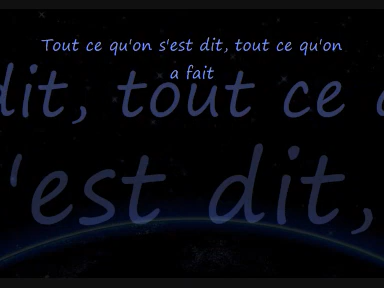 Tout ce qu'on s'est dit, tout ce qu'on
a fait
dit, tout ce
'est dit,